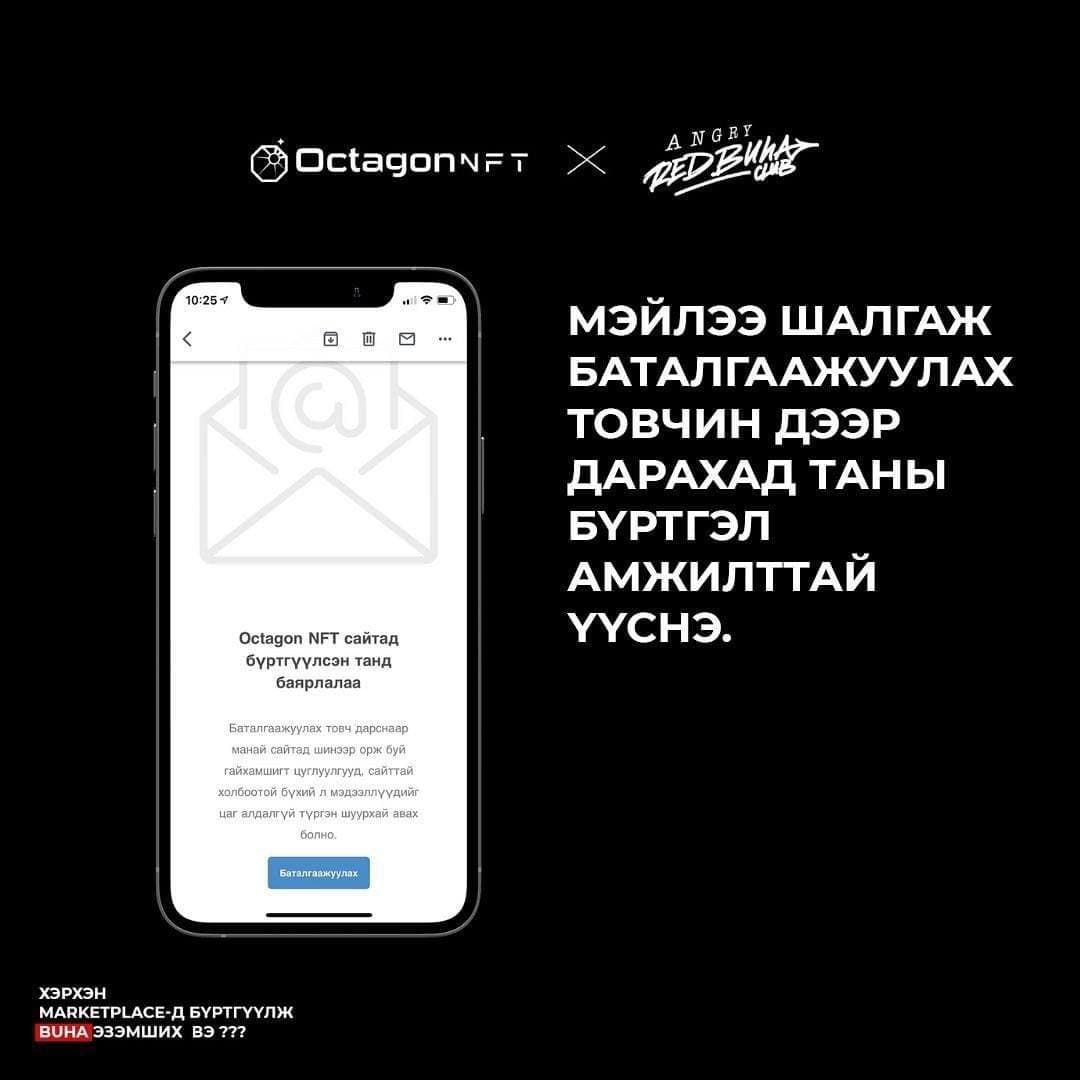 Octagon NFT
ANGRY
RED BUHA
CLUB
10:25
МЭЙЛЭЭ ШАЛГАЖ
БАТАЛГААЖУУЛАХ
ТОВЧИН ДЭЭР
ДАРАХАД ТАНЫ
БҮРТГЭЛ
АМЖИЛТТАЙ
ҮҮСНЭ.
Octagon NFT сайтад
бүртгүүлсэн танд
баярлалаа
Баталгаажуулах товч дарснаар
манай сайтад шинээр орж буй
гайхамшигт цуглуулгууд, сайттай
холбоотой бүхий л мэдээллүүдийг
цаг алдалгүй түргэн шуурхай авах
болно.
Баталгаажуулах
ХЭРХЭН
MARKETPLACE-Д БҮРТГҮҮЛЖ
BUHA ЭЗЭМШИХ ВЭ ???